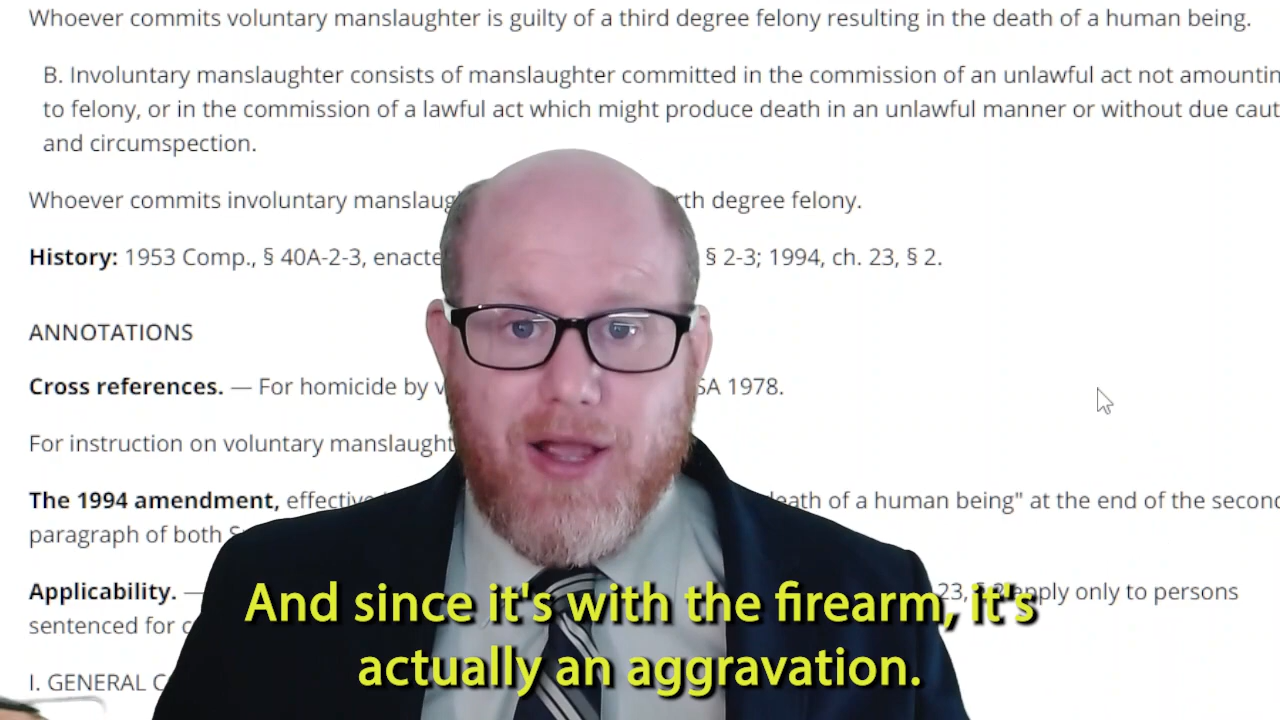 Whoever commits voluntary manslaughter is guilty of a third degree felony resulting in the death of a human being.
B. Involuntary manslaughter consists of manslaughter committed in the commission of an unlawful act not amountin
to felony, or in the commission of a lawful act which might produce death in an unlawful manner or without due caut
and circumspection.
Whoever commits involuntary manslaug rth degree felony.
History: 1953 Comp., § 40A-2-3, enacte § 2-3; 1994, ch. 23, § 2.
ANNOTATIONS
Cross references. — For homicide by v SA 1978.
For instruction on voluntary manslaught
The 1994 amendment, effective eath of a human being" at the end of the second
paragraph of both S
Applicability. — 23, § 2 apply only to persons
sentenced for c
And since it's with the firearm, it's
actually an aggravation.
I. GENERAL C